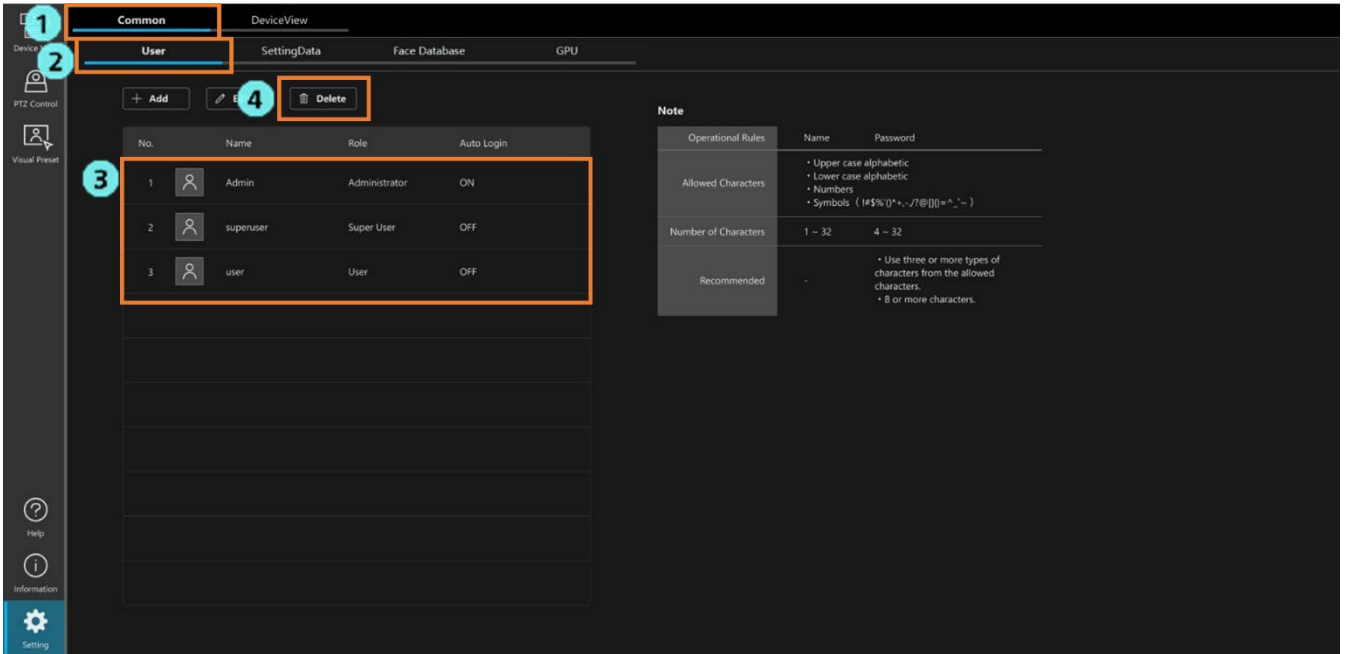 1
Common
DeviceView
Device
2
User
SettingData
Face Database
GPU
PTZ Control
Visual Preset
+ Add
4
Delete
No.
Name
Role
Auto Login
3
1
Admin
Administrator
ON
2
superuser
Super User
OFF
3
user
User
OFF
Note
Operational Rules
Name
Password
Allowed Characters
・Upper case alphabetic
・Lower case alphabetic
・Numbers
Number of Characters
1 ~ 32
4 ~ 32
Recommended
-
・Use three or more types of
characters from the allowed
characters.
・8 or more characters.
Help
Information
Setting